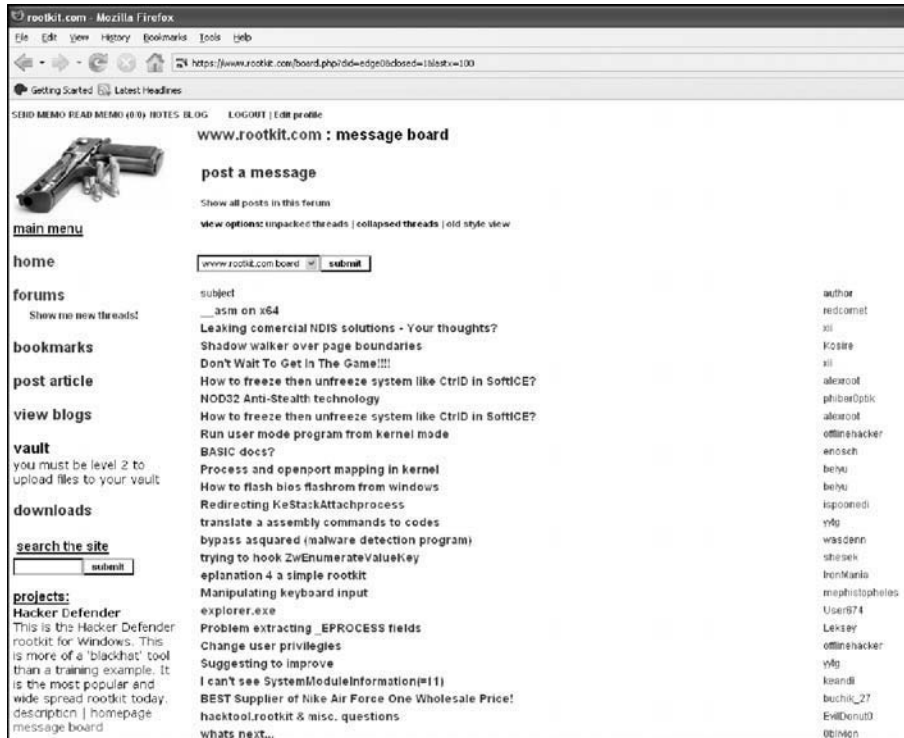 rootkit.com - Mozilla Firefox
File Edit View History Bookmarks Tools Help
https://www.rootkit.com/board.php?did=edge0&closed=1&lastx=100
Getting Started Latest Headlines
SEND MEMO READ MEMO (0/0) NOTES BLOG LOGOUT | Edit profile
www.rootkit.com : message board
post a message
Show all posts in this forum
view options: unpacked threads | collapsed threads | old style view
www.rootkit.com board submit
main menu
home
forums
Show me new threads!
bookmarks
post article
view blogs
vault
you must be level 2 to
upload files to your vault
downloads
search the site
submit
projects:
Hacker Defender
This is the Hacker Defender
rootkit for Windows. This
is more of a 'blackhat' tool
than a training example. It
is the most popular and
wide spread rootkit today.
description | homepage
message board
subject author
__asm on x64 redcomet
Leaking comercial NDIS solutions - Your thoughts? xii
Shadow walker over page boundaries Kosire
Don't Wait To Get In The Game!!!! xii
How to freeze then unfreeze system like CtrlD in SoftICE? alexroot
NOD32 Anti-Stealth technology phiber0ptik
How to freeze then unfreeze system like CtrlD in SoftICE? alexroot
Run user mode program from kernel mode offlinehacker
BASIC docs? enosch
Process and openport mapping in kernel beiyu
How to flash bios flashrom from windows beiyu
Redirecting KeStackAttachprocess ispoonedi
translate a assembly commands to codes
bypass asquared (malware detection program) wasdenn
trying to hook ZwEnumerateValueKey shesek
eplanation 4 a simple rootkit IronMania
Manipulating keyboard input mephistopheles
explorer.exe User674
Problem extracting _EPROCESS fields Leksey
Change user privilegies offlinehacker
Suggesting to improve
I can't see SystemModuleInformation(=11) keandi
BEST Supplier of Nike Air Force One Wholesale Price! buchik_27
hacktool.rootkit & misc. questions EvilDonut0
whats next... 0blivion